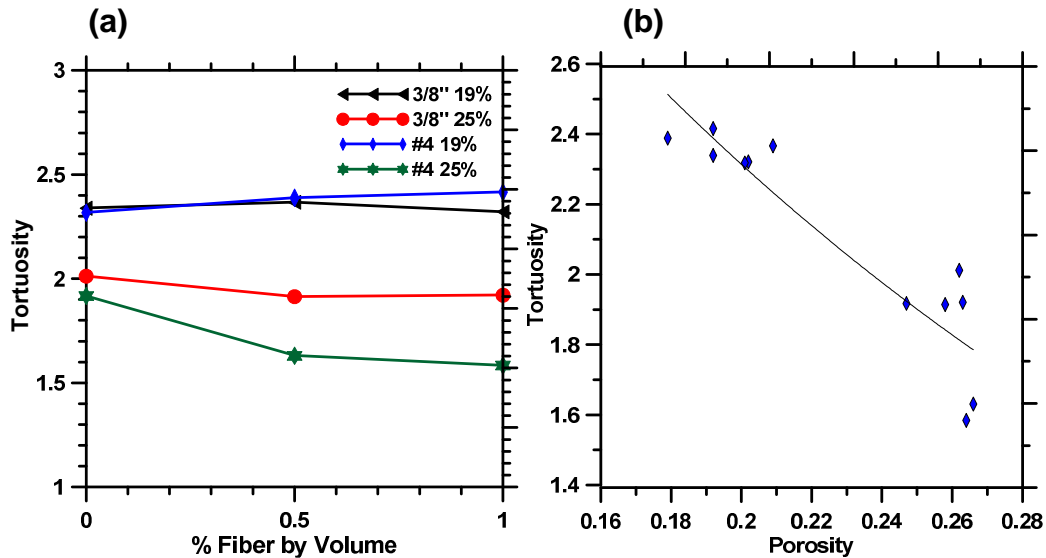 (a)
3
2.5
2
1.5
1
Tortuosity
3/8" 19%
3/8" 25%
#4 19%
#4 25%
0 0.5 1
% Fiber by Volume
(b)
2.6
2.4
2.2
2
1.8
1.6
1.4
Tortuosity
0.16 0.18 0.2 0.22 0.24 0.26 0.28
Porosity